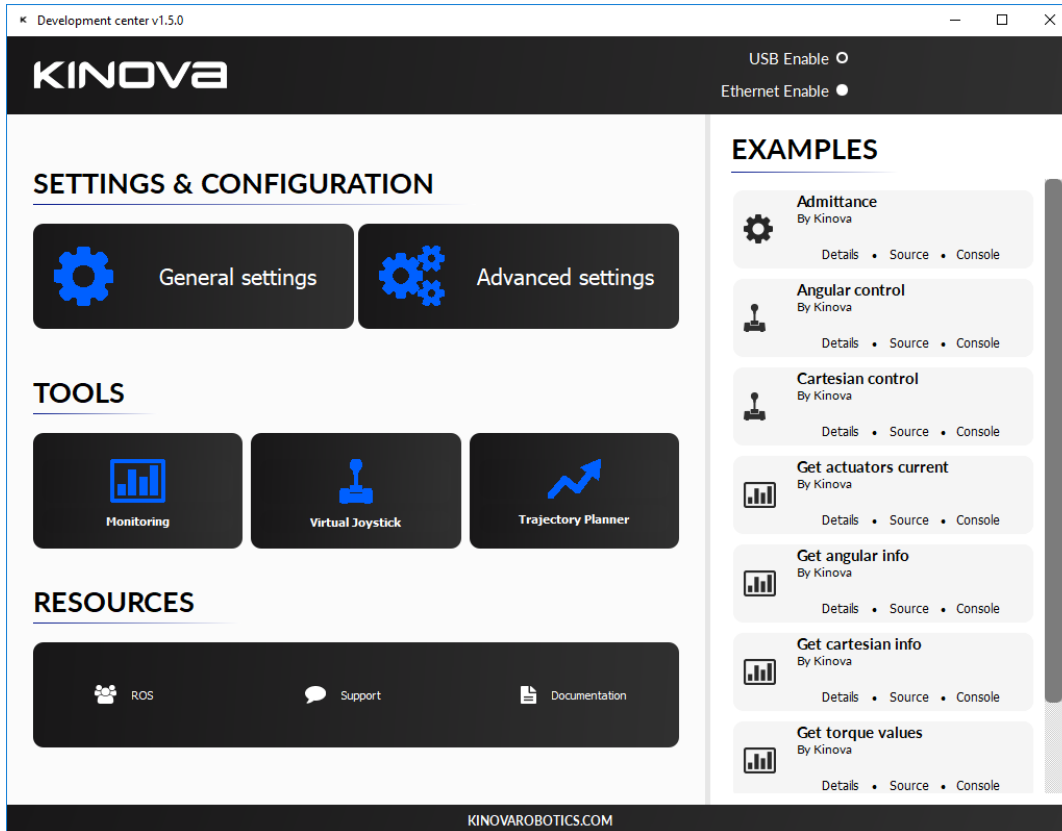 Development center v1.5.0
KINOVA
USB Enable
Ethernet Enable
SETTINGS & CONFIGURATION
General settings
Advanced settings
TOOLS
Monitoring
Virtual Joystick
Trajectory Planner
RESOURCES
ROS
Support
Documentation
EXAMPLES
Admittance
By Kinova
Details • Source • Console
Angular control
By Kinova
Details • Source • Console
Cartesian control
By Kinova
Details • Source • Console
Get actuators current
By Kinova
Details • Source • Console
Get angular info
By Kinova
Details • Source • Console
Get cartesian info
By Kinova
Details • Source • Console
Get torque values
By Kinova
Details • Source • Console
KINOVAROBOTICS.COM